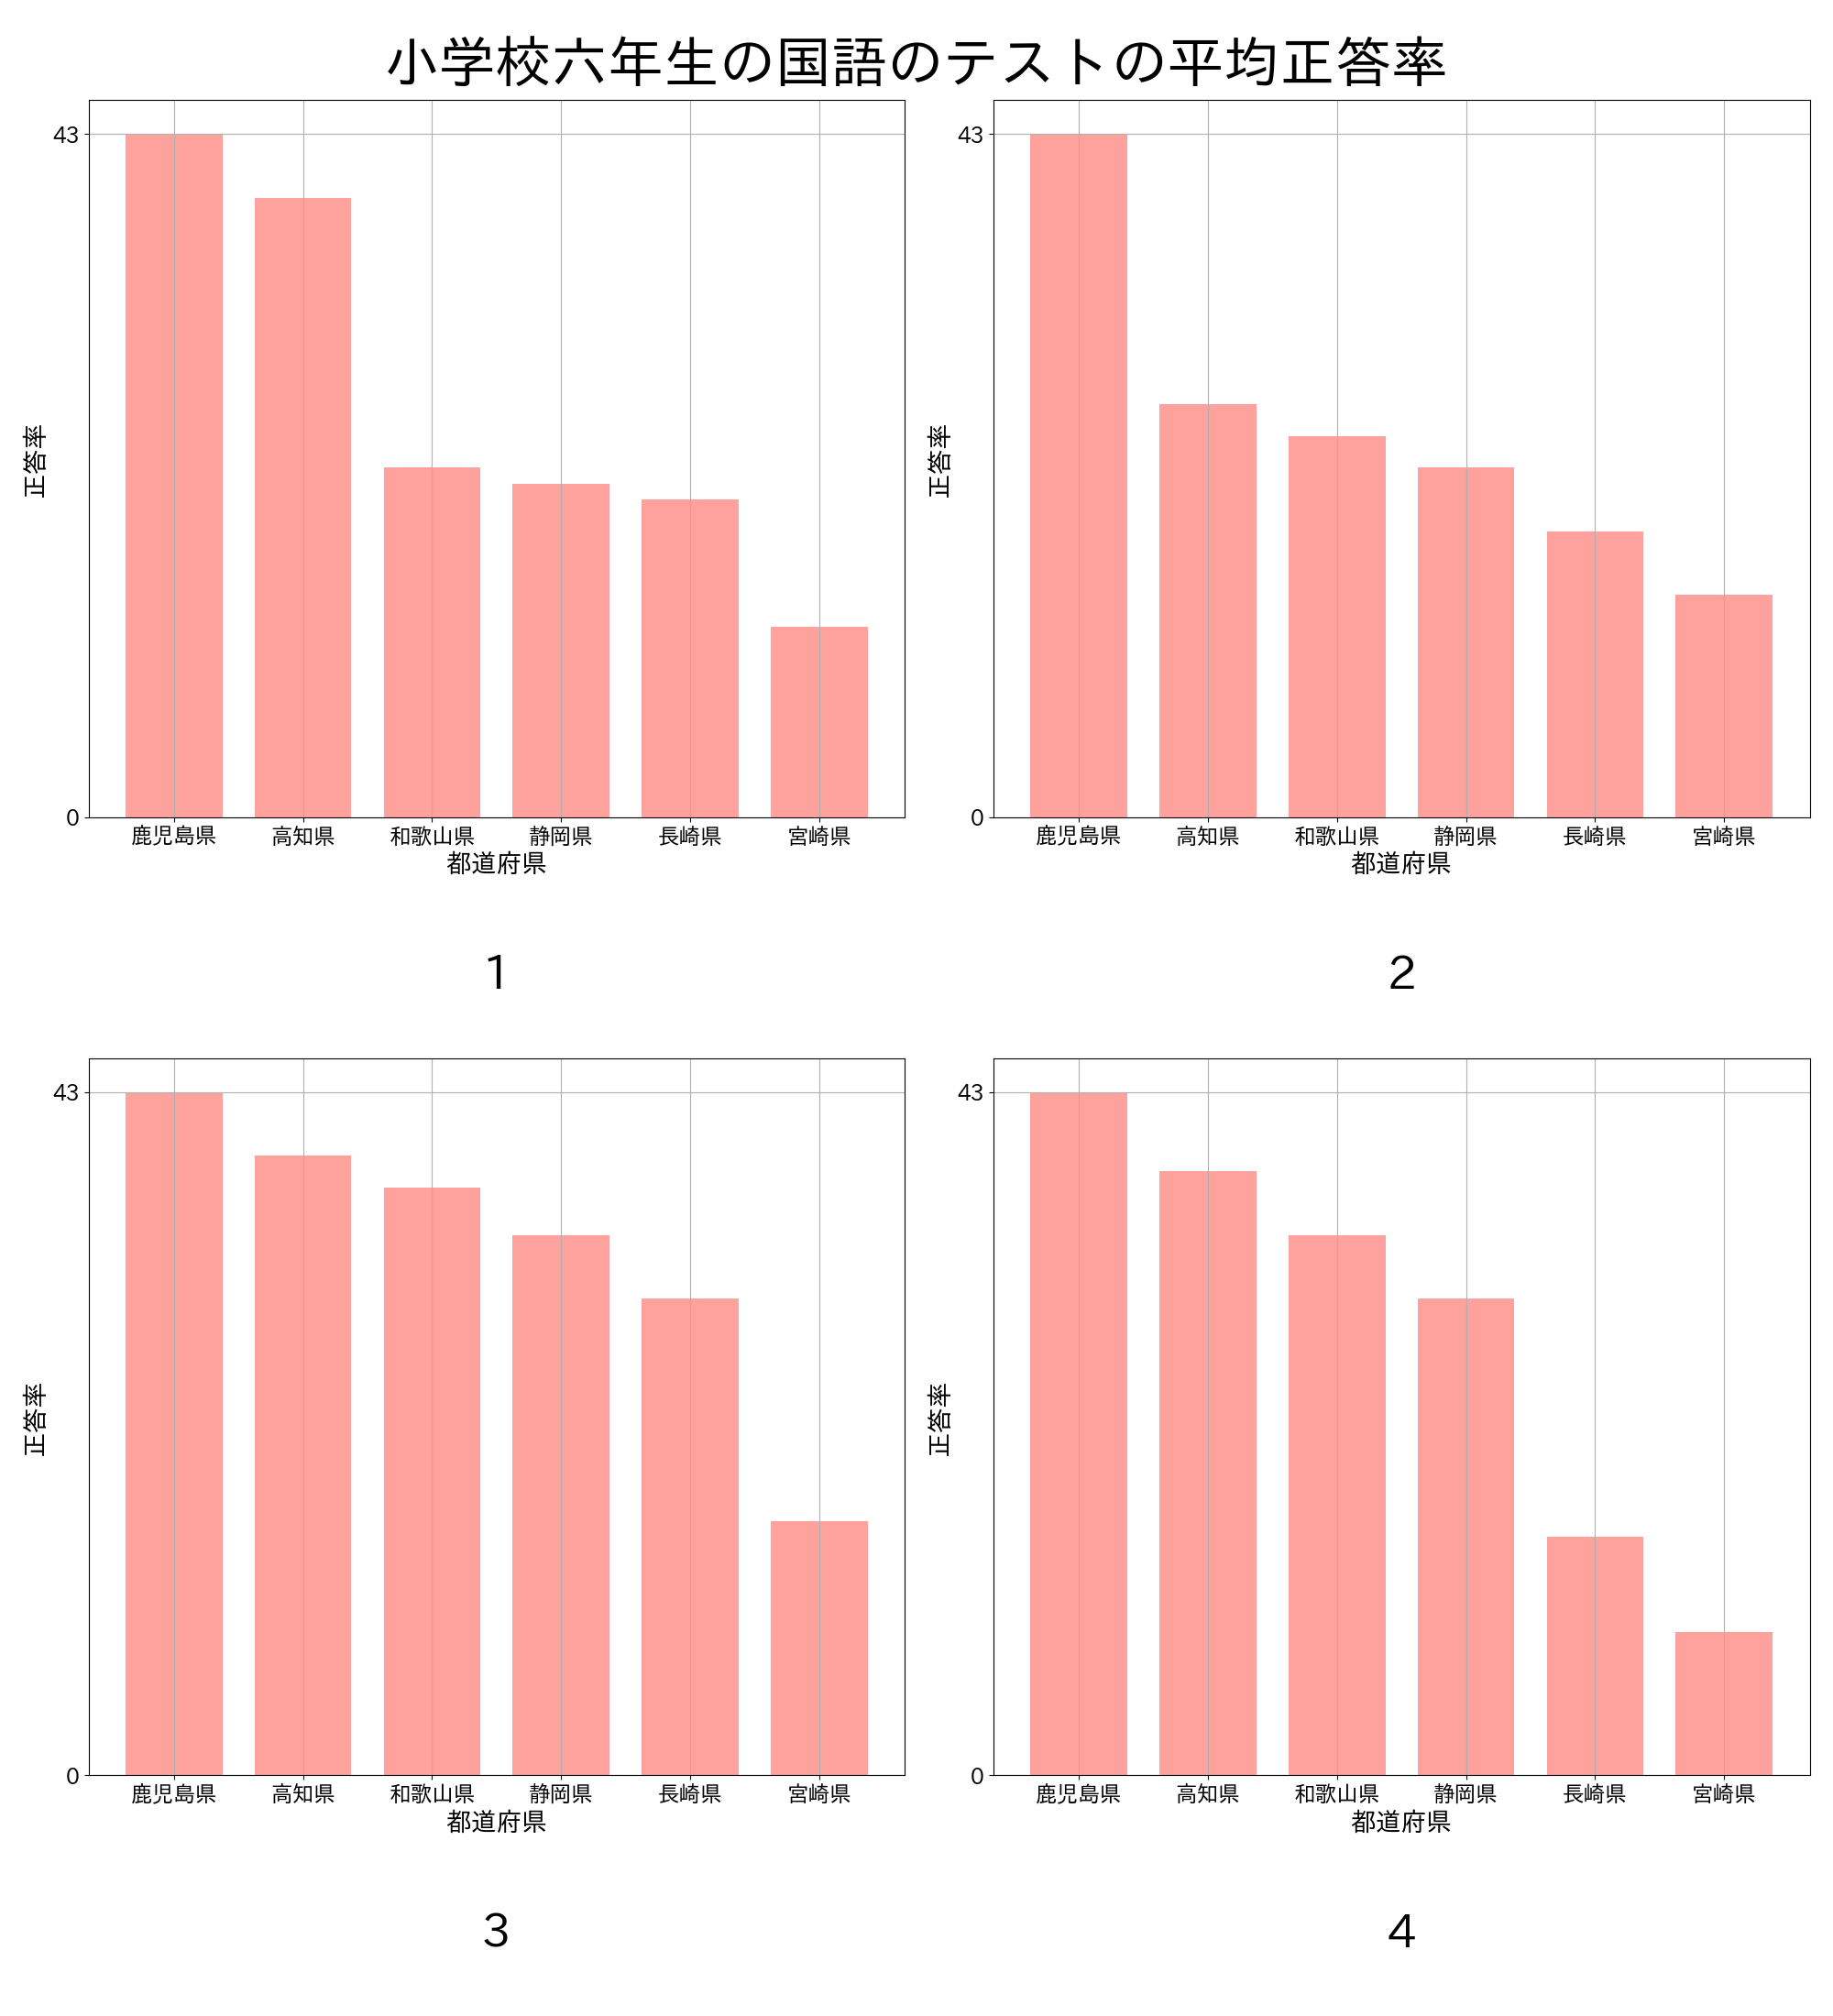 小学校六年生の国語のテストの平均正答率
43
0
正答率
鹿児島県 高知県 和歌山県 静岡県 長崎県 宮崎県
都道府県
1
43
0
正答率
鹿児島県 高知県 和歌山県 静岡県 長崎県 宮崎県
都道府県
2
43
0
正答率
鹿児島県 高知県 和歌山県 静岡県 長崎県 宮崎県
都道府県
3
43
0
正答率
鹿児島県 高知県 和歌山県 静岡県 長崎県 宮崎県
都道府県
4